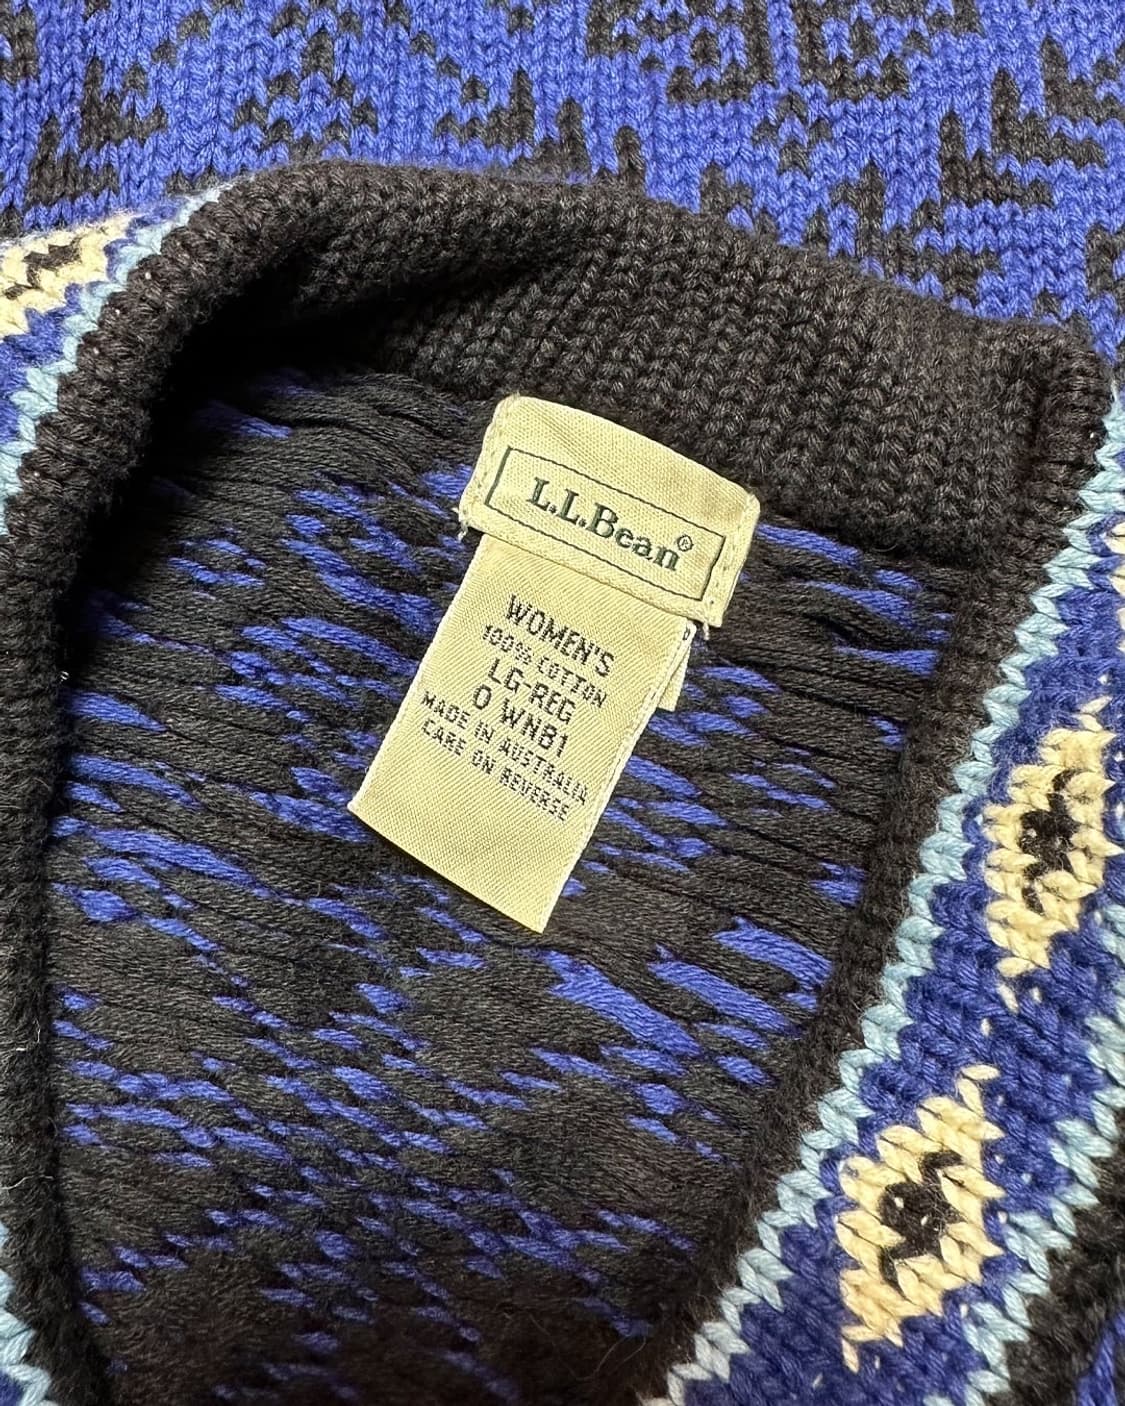 L.L.Bean®
WOMEN'S
100% COTTON
LG-REG
0 WNB1
MADE IN AUSTRALIA
CARE ON REVERSE